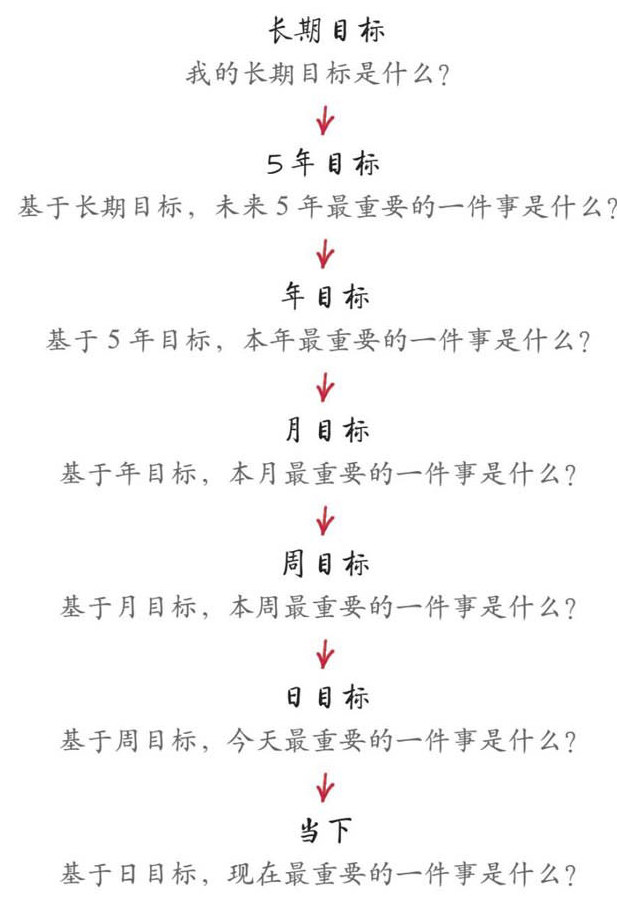 长期目标
我的长期目标是什么？
5年目标
基于长期目标，未来5年最重要的一件事是什么？
年目标
基于5年目标，本年最重要的一件事是什么？
月目标
基于年目标，本月最重要的一件事是什么？
周目标
基于月目标，本周最重要的一件事是什么？
日目标
基于周目标，今天最重要的一件事是什么？
当下
基于日目标，现在最重要的一件事是什么？